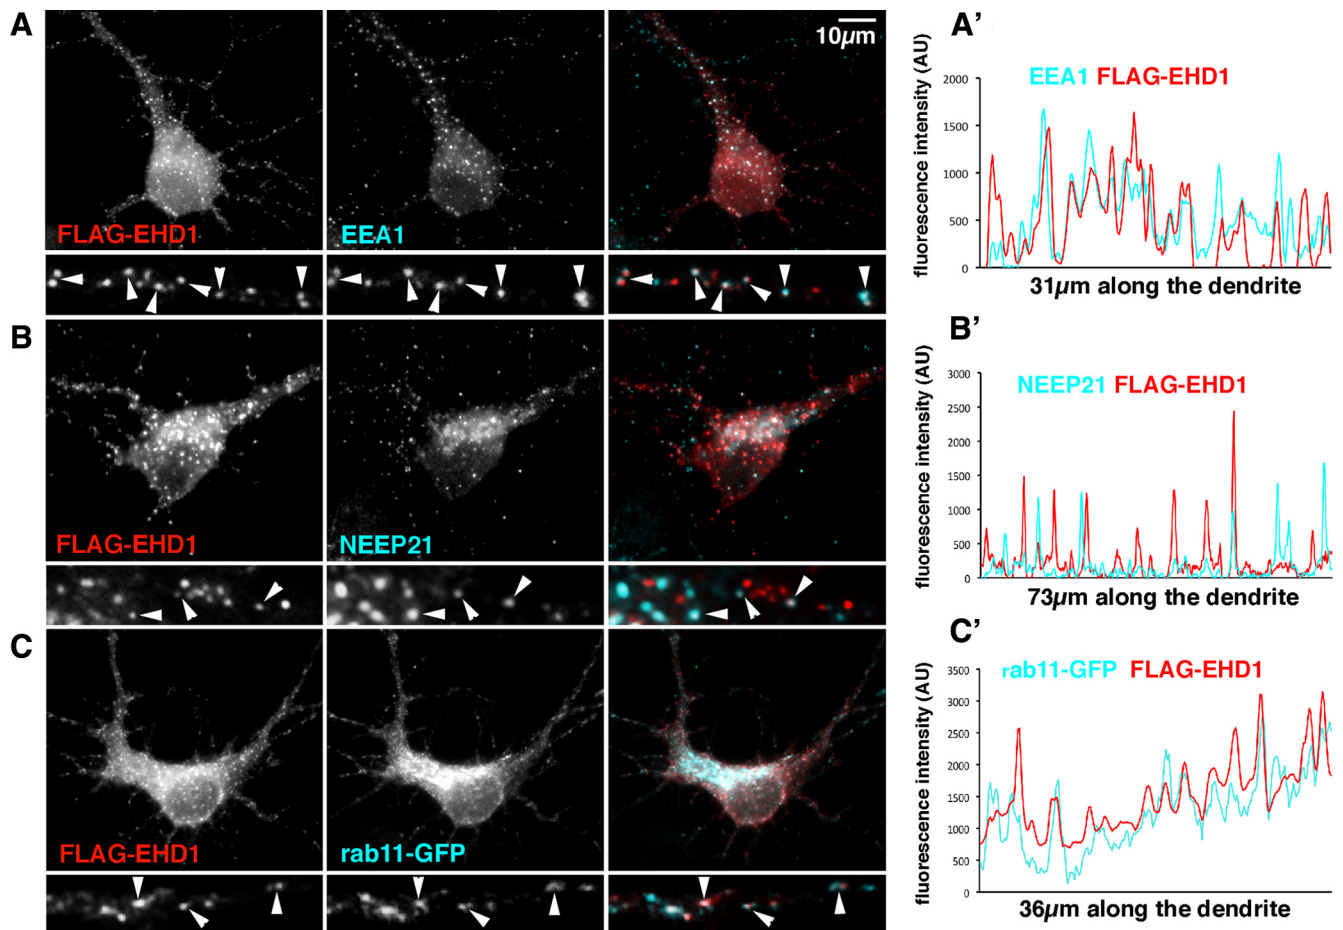 A
10µm
FLAG-EHD1
EEA1
A’
fluorescence intensity (AU)
EEA1 FLAG-EHD1
2000
1500
1000
500
0
31µm along the dendrite
B
FLAG-EHD1
NEEP21
B’
fluorescence intensity (AU)
NEEP21 FLAG-EHD1
3000
2500
2000
1500
1000
500
0
73µm along the dendrite
C
FLAG-EHD1
rab11-GFP
C’
fluorescence intensity (AU)
rab11-GFP FLAG-EHD1
3500
3000
2500
2000
1500
1000
500
0
36µm along the dendrite